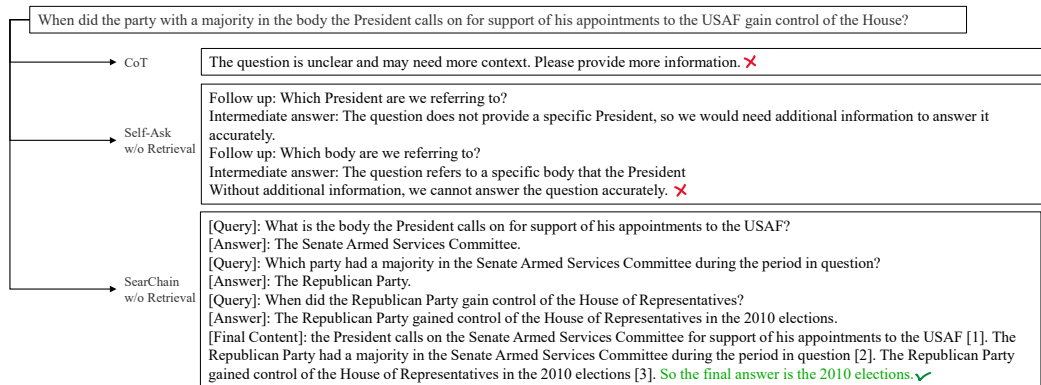 When did the party with a majority in the body the President calls on for support of his appointments to the USAF gain control of the House?
CoT
The question is unclear and may need more context. Please provide more information.
Self-Ask
w/o Retrieval
Follow up: Which President are we referring to?
Intermediate answer: The question does not provide a specific President, so we would need additional information to answer it
accurately.
Follow up: Which body are we referring to?
Intermediate answer: The question refers to a specific body that the President
Without additional information, we cannot answer the question accurately.
SearChain
w/o Retrieval
[Query]: What is the body the President calls on for support of his appointments to the USAF?
[Answer]: The Senate Armed Services Committee.
[Query]: Which party had a majority in the Senate Armed Services Committee during the period in question?
[Answer]: The Republican Party.
[Query]: When did the Republican Party gain control of the House of Representatives?
[Answer]: The Republican Party gained control of the House of Representatives in the 2010 elections.
[Final Content]: the President calls on the Senate Armed Services Committee for support of his appointments to the USAF [1]. The
Republican Party had a majority in the Senate Armed Services Committee during the period in question [2]. The Republican Party
gained control of the House of Representatives in the 2010 elections [3]. So the final answer is the 2010 elections.